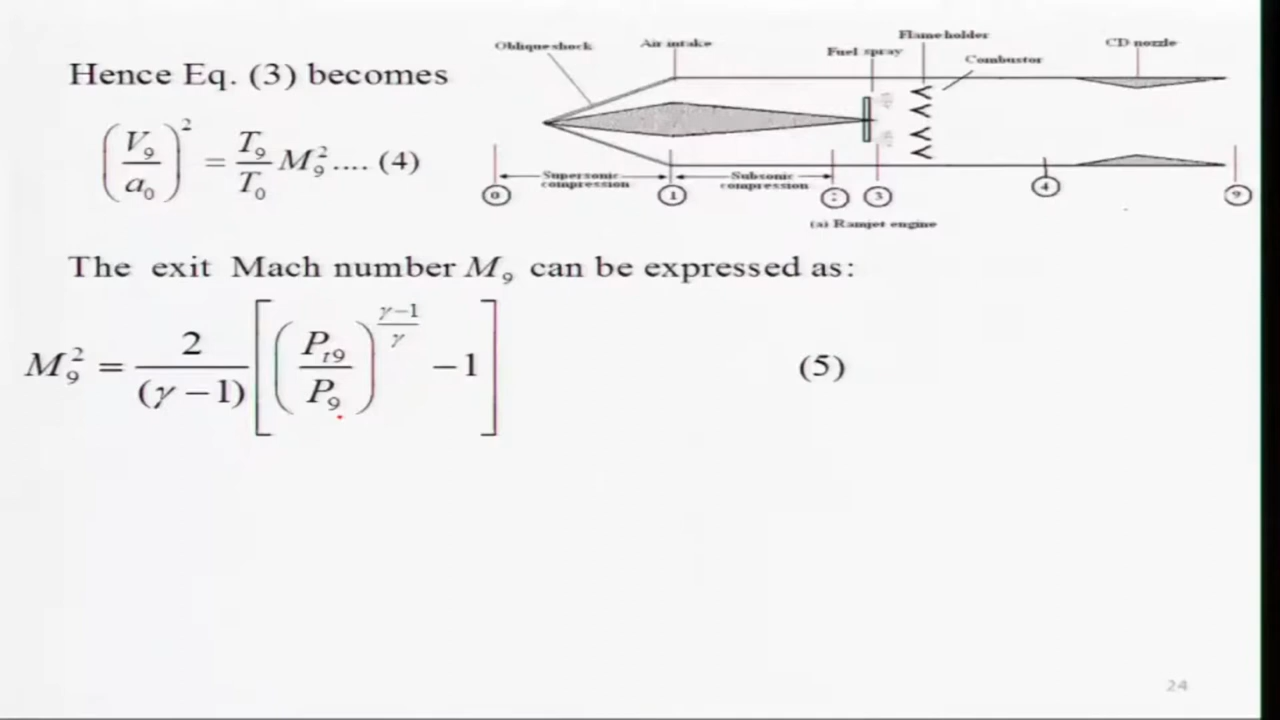 Hence Eq. (3) becomes
(V9/a0)^2 = T9/T0 M9^2 .... (4)
Oblique shock
Air intake
Fuel spray
Flame holder
Combustor
CD nozzle
Supersonic compression
Subsonic compression
0
1
2
3
4
9
(a) Ramjet engine
The exit Mach number M9 can be expressed as:
M9^2 = 2/(γ−1) [(Pt9/P9)^((γ−1)/γ) −1] (5)
24